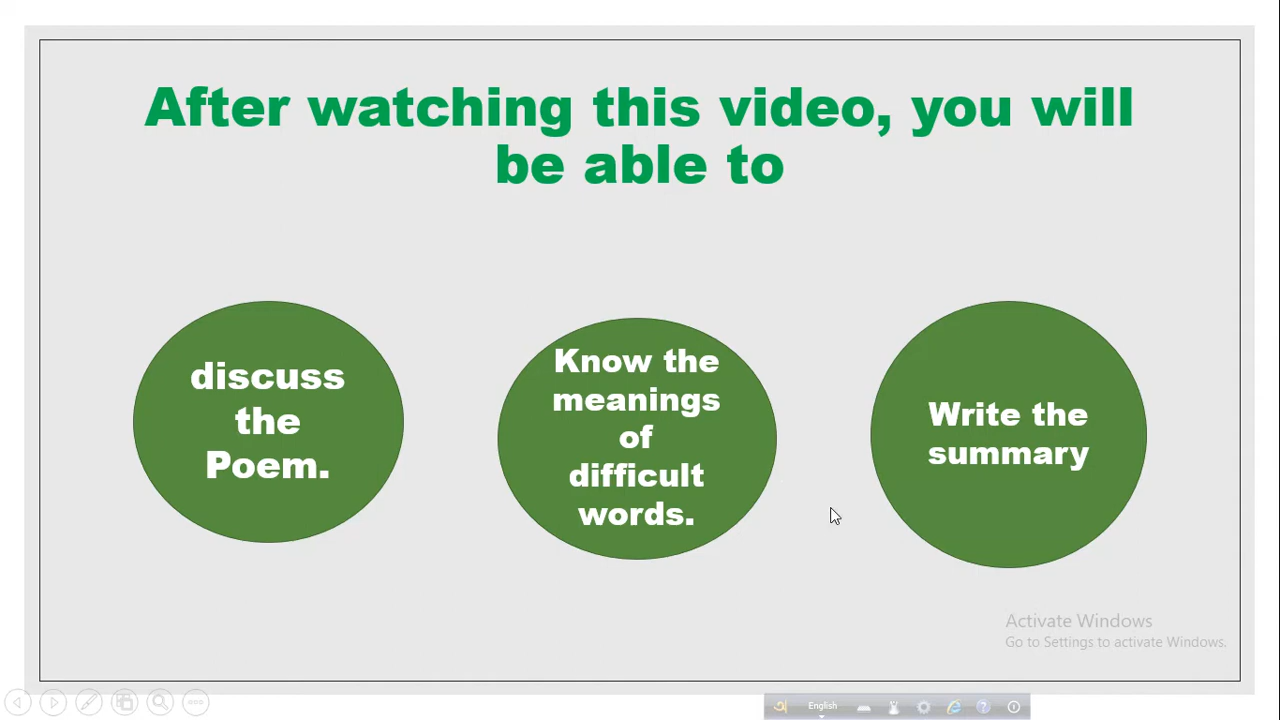 After watching this video, you will
be able to
discuss
the
Poem.
Know the
meanings
of
difficult
words.
Write the
summary
Activate Windows
Go to Settings to activate Windows.
English